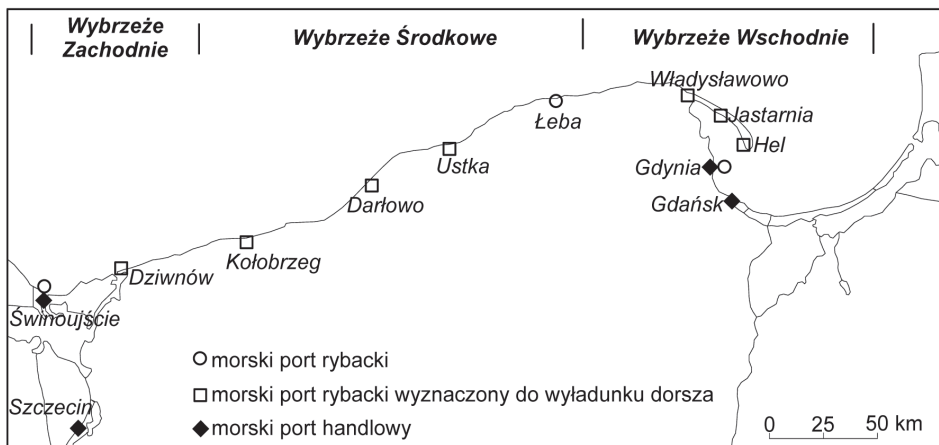 Wybrzeże
Zachodnie
Wybrzeże Środkowe
Wybrzeże Wschodnie
Władysławowo
Jastarnia
Łeba
Hel
Ustka
Gdynia
Darłowo
Gdańsk
Kołobrzeg
Dziwnów
Świnoujście
morski port rybacki
morski port rybacki wyznaczony do wyładunku dorsza
Szczecin
morski port handlowy
0 25 50 km